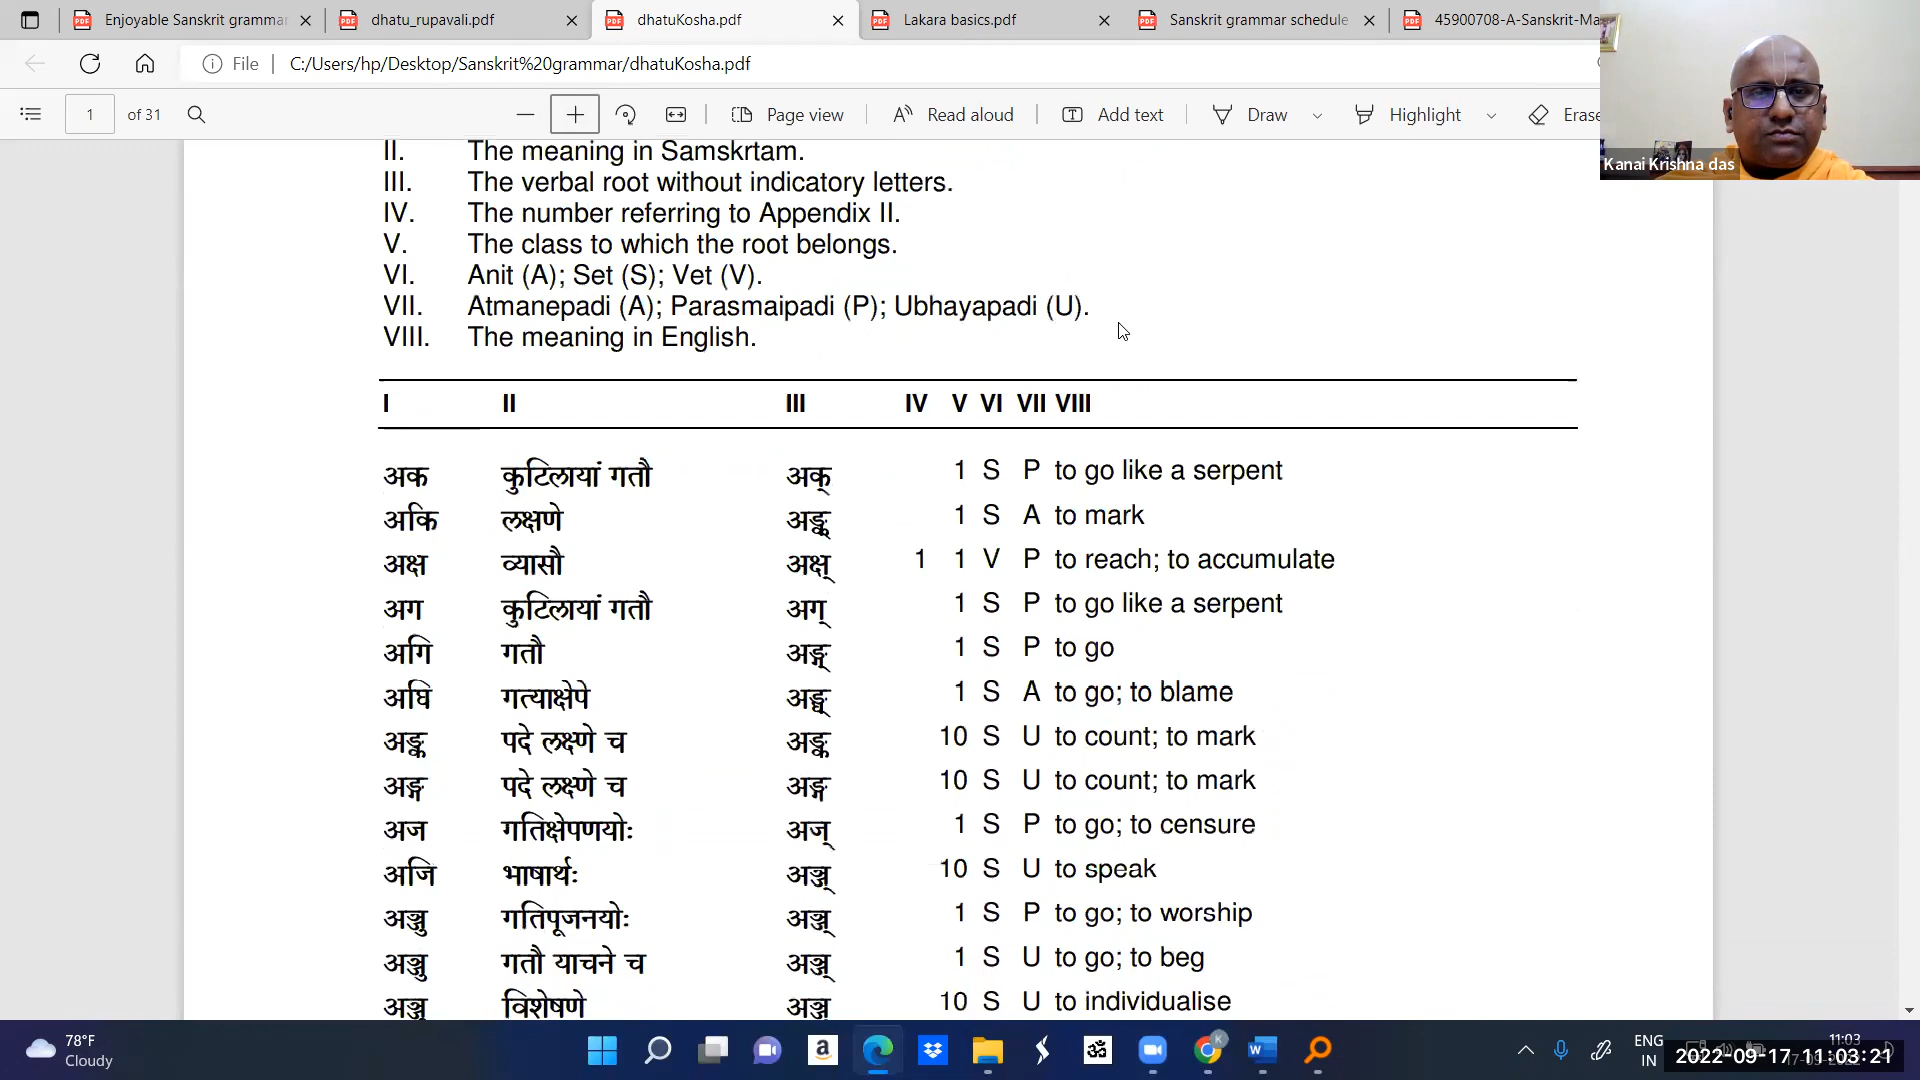 Enjoyable Sanskrit grammar
dhatu_rupavali.pdf
dhatuKosha.pdf
Lakara basics.pdf
Sanskrit grammar schedule
45900708-A-Sanskrit-Ma
File
C:/Users/hp/Desktop/Sanskrit%20grammar/dhatuKosha.pdf
1 of 31
Page view
Read aloud
Add text
Draw
Highlight
Erase
Kanai Krishna das
II. The meaning in Samskrtam.
III. The verbal root without indicatory letters.
IV. The number referring to Appendix II.
V. The class to which the root belongs.
VI. Anit (A); Set (S); Vet (V).
VII. Atmanepadi (A); Parasmaipadi (P); Ubhayapadi (U).
VIII. The meaning in English.
I II III IV V VI VII VIII
अक कुटिलायां गतौ अक् 1 S P to go like a serpent
अकि लक्षणे अङ्क् 1 S A to mark
अक्ष व्यासौ अक्ष् 1 1 V P to reach; to accumulate
अग कुटिलायां गतौ अग् 1 S P to go like a serpent
अगि गतौ अङ्ग् 1 S P to go
अघि गत्याक्षेपे अङ्घ् 1 S A to go; to blame
अङ्क पदे लक्ष्णे च अङ्क 10 S U to count; to mark
अङ्ग पदे लक्ष्णे च अङ्ग 10 S U to count; to mark
अज गतिक्षेपणयोः अज् 1 S P to go; to censure
अजि भाषार्थः अञ्ज् 10 S U to speak
अञ्चु गतिपूजनयोः अञ्च् 1 S P to go; to worship
अञ्चु गतौ याचने च अञ्च् 1 S U to go; to beg
अञ्चु विशेषणे अञ्च् 10 S U to individualise
78°F
Cloudy
ENG
IN
11:03
2022-09-17 11:03:21